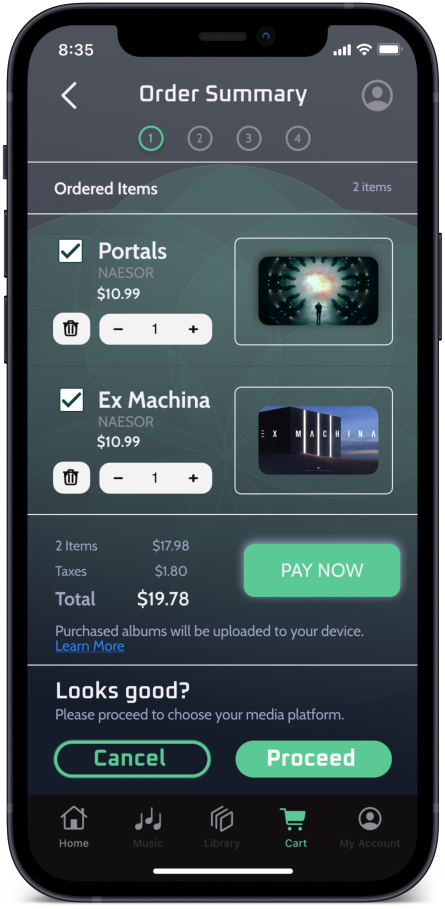 8:35
Order Summary
1 2 3 4
Ordered Items 2 items
Portals
NAESOR
$10.99
− 1 +
Ex Machina
NAESOR
$10.99
− 1 +
EX MACHINA
2 Items $17.98
Taxes $1.80
Total $19.78
PAY NOW
Purchased albums will be uploaded to your device.
Learn More
Looks good?
Please proceed to choose your media platform.
Cancel Proceed
Home Music Library Cart My Account